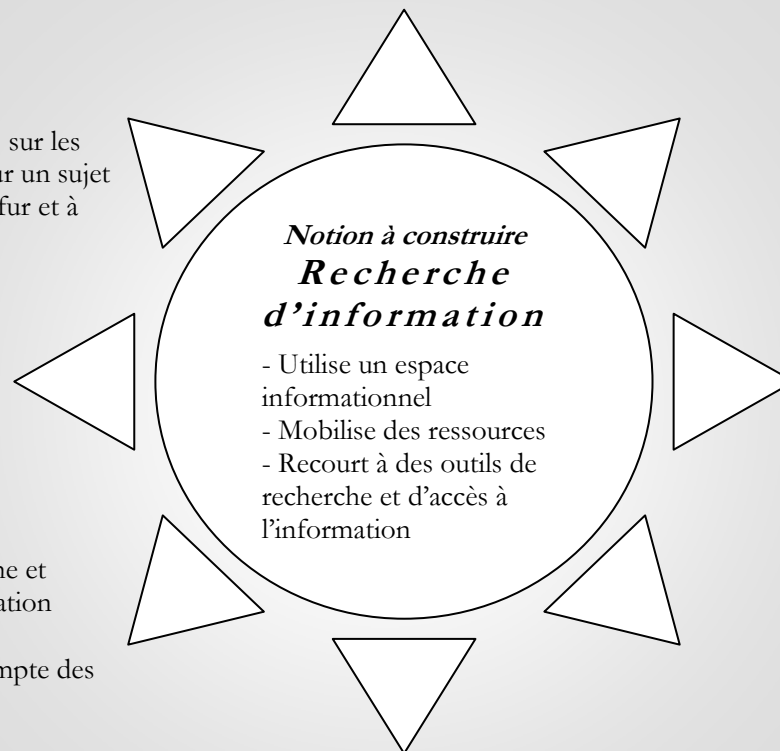 sur les
ur un sujet
fur et à
Notion à construire
Recherche
d'information
- Utilise un espace
informationnel
- Mobilise des ressources
- Recourt à des outils de
recherche et d'accès à
l'information
ne et
ation
mpte des